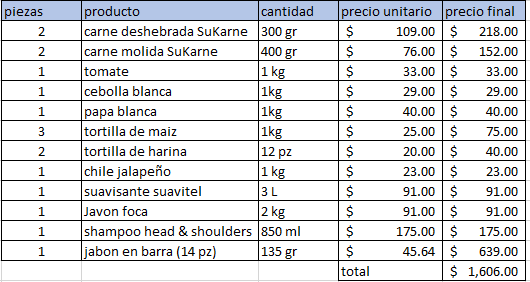 piezas producto cantidad precio unitario precio final
2 carne deshebrada SuKarne 300 gr $ 109.00 $ 218.00
2 carne molida SuKarne 400 gr $ 76.00 $ 152.00
1 tomate 1 kg $ 33.00 $ 33.00
1 cebolla blanca 1kg $ 29.00 $ 29.00
1 papa blanca 1kg $ 40.00 $ 40.00
3 tortilla de maiz 1kg $ 25.00 $ 75.00
2 tortilla de harina 12 pz $ 20.00 $ 40.00
1 chile jalapeño 1 kg $ 23.00 $ 23.00
1 suavisante suavitel 3 L $ 91.00 $ 91.00
1 Javon foca 2 kg $ 91.00 $ 91.00
1 shampoo head & shoulders 850 ml $ 175.00 $ 175.00
1 jabon en barra (14 pz) 135 gr $ 45.64 $ 639.00
total $ 1,606.00